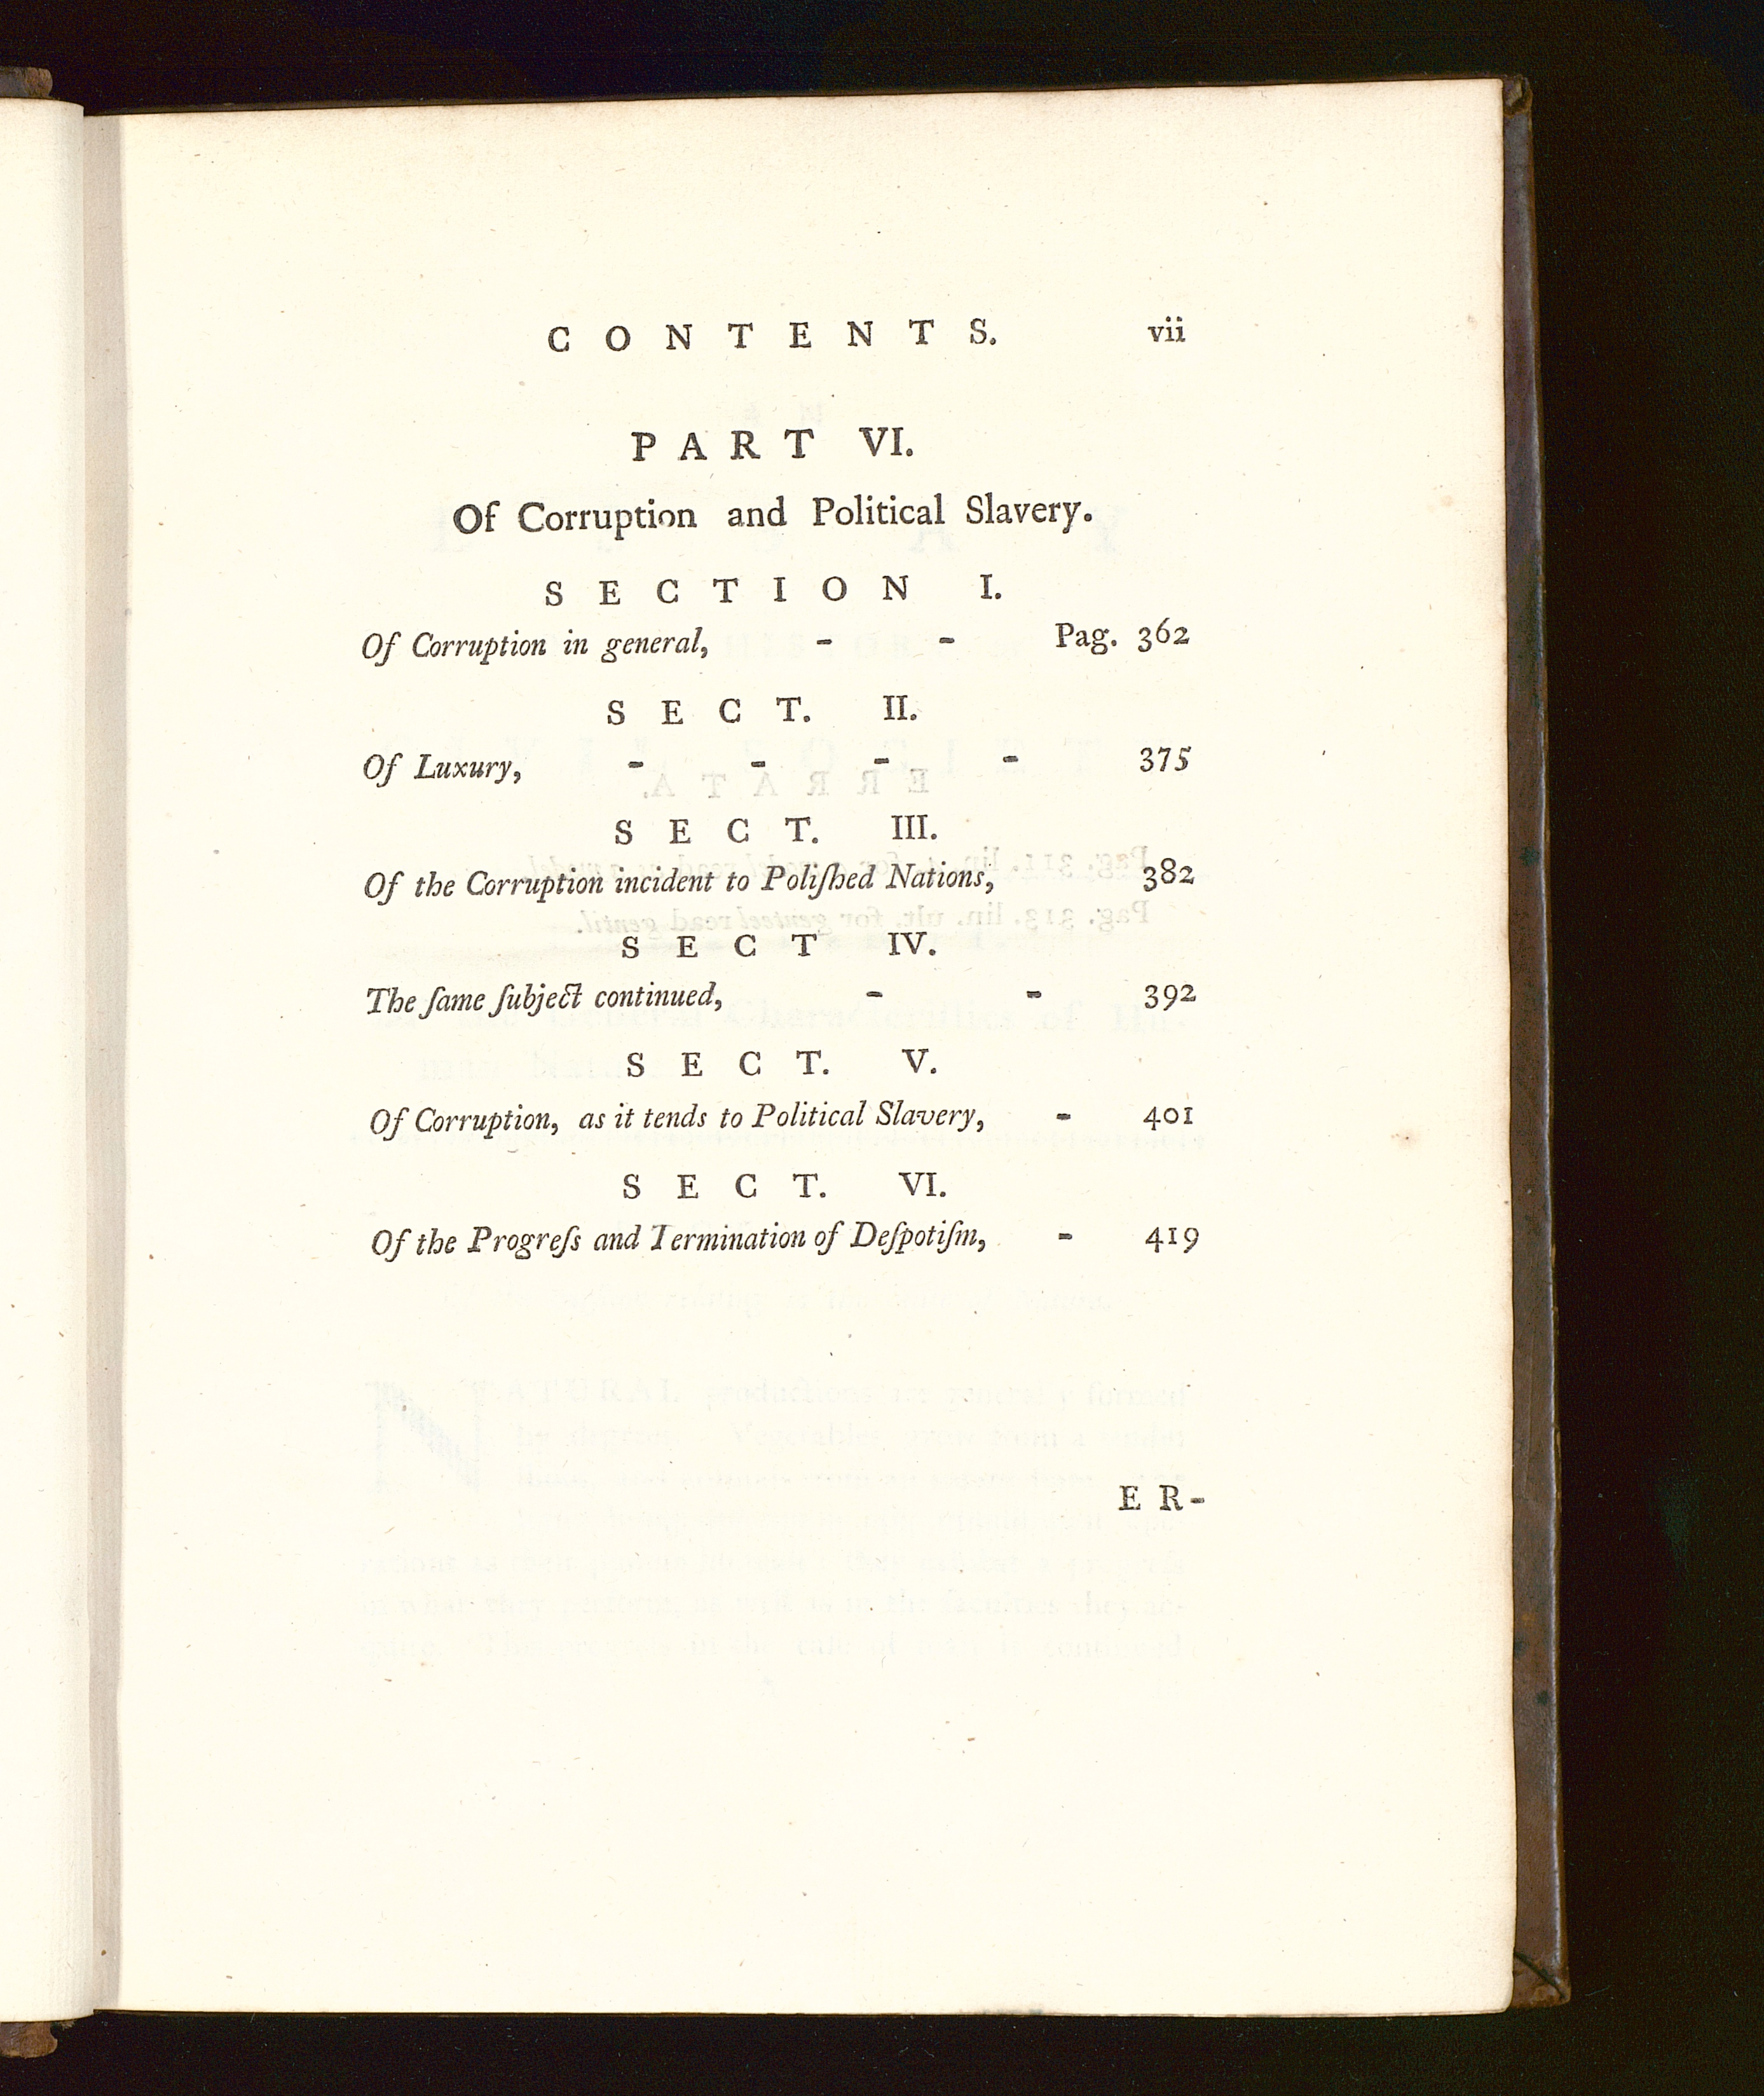 CONTENTS. vii
PART VI.
Of Corruption and Political Slavery.
SECTION I.
Of Corruption in general, - - Pag. 362
SECT. II.
Of Luxury, - - - - 375
SECT. III.
Of the Corruption incident to Poliſhed Nations, 382
SECT IV.
The ſame ſubject continued, - - 392
SECT. V.
Of Corruption, as it tends to Political Slavery, - 401
SECT. VI.
Of the Progreſs and Termination of Deſpotiſm, - 419
ER-